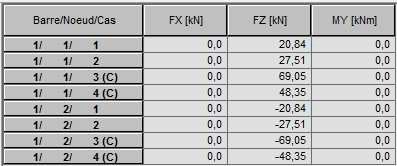 Barre/Noeud/Cas FX [kN] FZ [kN] MY [kNm]
1/ 1/ 1 0,0 20,84 0,0
1/ 1/ 2 0,0 27,51 0,0
1/ 1/ 3 (C) 0,0 69,05 0,0
1/ 1/ 4 (C) 0,0 48,35 0,0
1/ 2/ 1 0,0 -20,84 0,0
1/ 2/ 2 0,0 -27,51 0,0
1/ 2/ 3 (C) 0,0 -69,05 0,0
1/ 2/ 4 (C) 0,0 -48,35 0,0